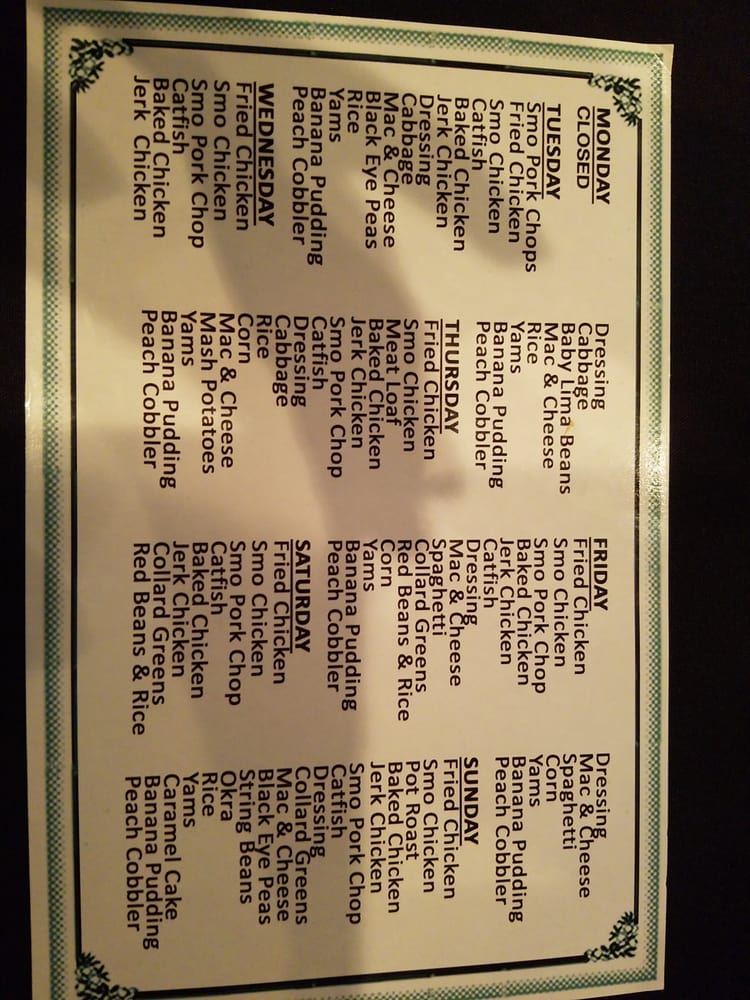 MONDAY
CLOSED
TUESDAY
Smo Pork Chops
Fried Chicken
Smo Chicken
Catfish
Baked Chicken
Jerk Chicken
Dressing
Cabbage
Mac & Cheese
Black Eye Peas
Rice
Yams
Banana Pudding
Peach Cobbler
WEDNESDAY
Fried Chicken
Smo Chicken
Smo Pork Chop
Catfish
Baked Chicken
Jerk Chicken
Dressing
Cabbage
Baby Lima Beans
Mac & Cheese
Rice
Yams
Banana Pudding
Peach Cobbler
THURSDAY
Fried Chicken
Smo Chicken
Meat Loaf
Baked Chicken
Jerk Chicken
Smo Pork Chop
Catfish
Dressing
Cabbage
Rice
Corn
Mac & Cheese
Mash Potatoes
Yams
Banana Pudding
Peach Cobbler
FRIDAY
Fried Chicken
Smo Chicken
Smo Pork Chop
Baked Chicken
Jerk Chicken
Catfish
Dressing
Mac & Cheese
Spaghetti
Collard Greens
Red Beans & Rice
Corn
Yams
Banana Pudding
Peach Cobbler
SATURDAY
Fried Chicken
Smo Chicken
Smo Pork Chop
Catfish
Baked Chicken
Jerk Chicken
Collard Greens
Red Beans & Rice
Dressing
Mac & Cheese
Spaghetti
Corn
Yams
Banana Pudding
Peach Cobbler
SUNDAY
Fried Chicken
Smo Chicken
Pot Roast
Baked Chicken
Jerk Chicken
Smo Pork Chop
Catfish
Dressing
Collard Greens
Mac & Cheese
Black Eye Peas
String Beans
Okra
Rice
Yams
Caramel Cake
Banana Pudding
Peach Cobbler